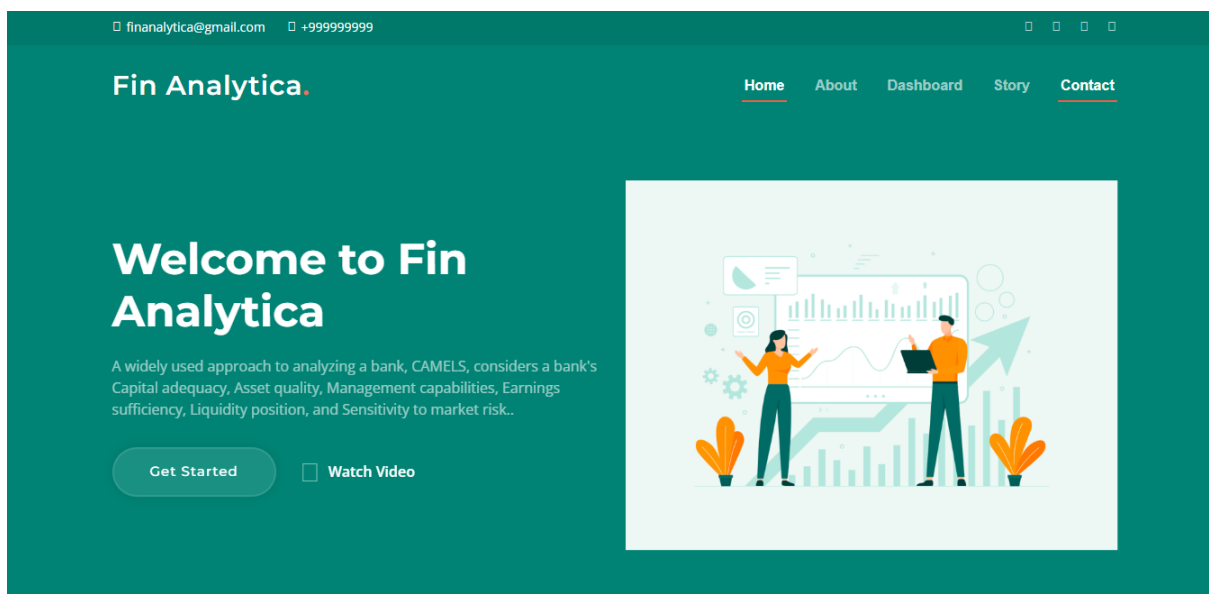 finanalytica@gmail.com +999999999
Fin Analytica.
Home About Dashboard Story Contact
Welcome to Fin
Analytica
A widely used approach to analyzing a bank, CAMELS, considers a bank's
Capital adequacy, Asset quality, Management capabilities, Earnings
sufficiency, Liquidity position, and Sensitivity to market risk..
Get Started
Watch Video